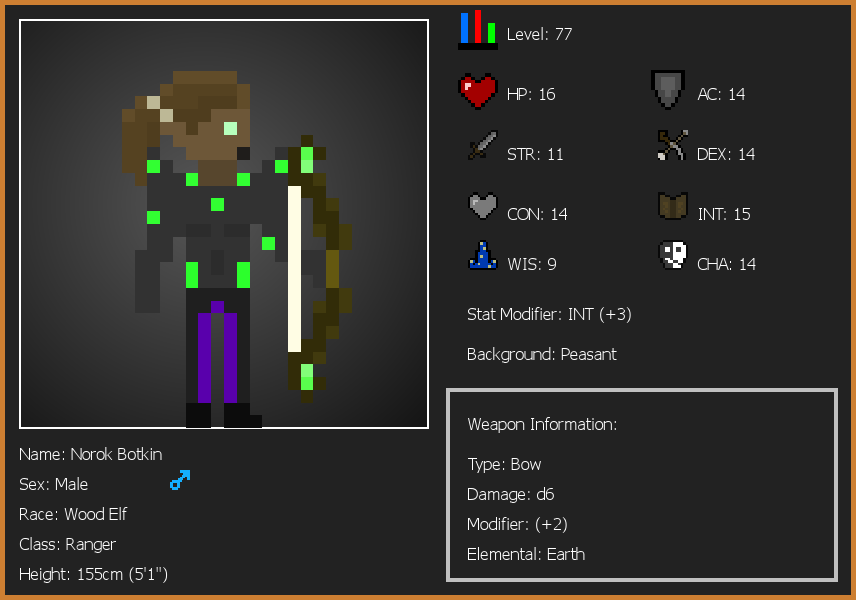 Level: 77
HP: 16
AC: 14
STR: 11
DEX: 14
CON: 14
INT: 15
WIS: 9
CHA: 14
Stat Modifier: INT (+3)
Background: Peasant
Weapon Information:
Type: Bow
Damage: d6
Modifier: (+2)
Elemental: Earth
Name: Norok Botkin
Sex: Male
Race: Wood Elf
Class: Ranger
Height: 155cm (5'1")